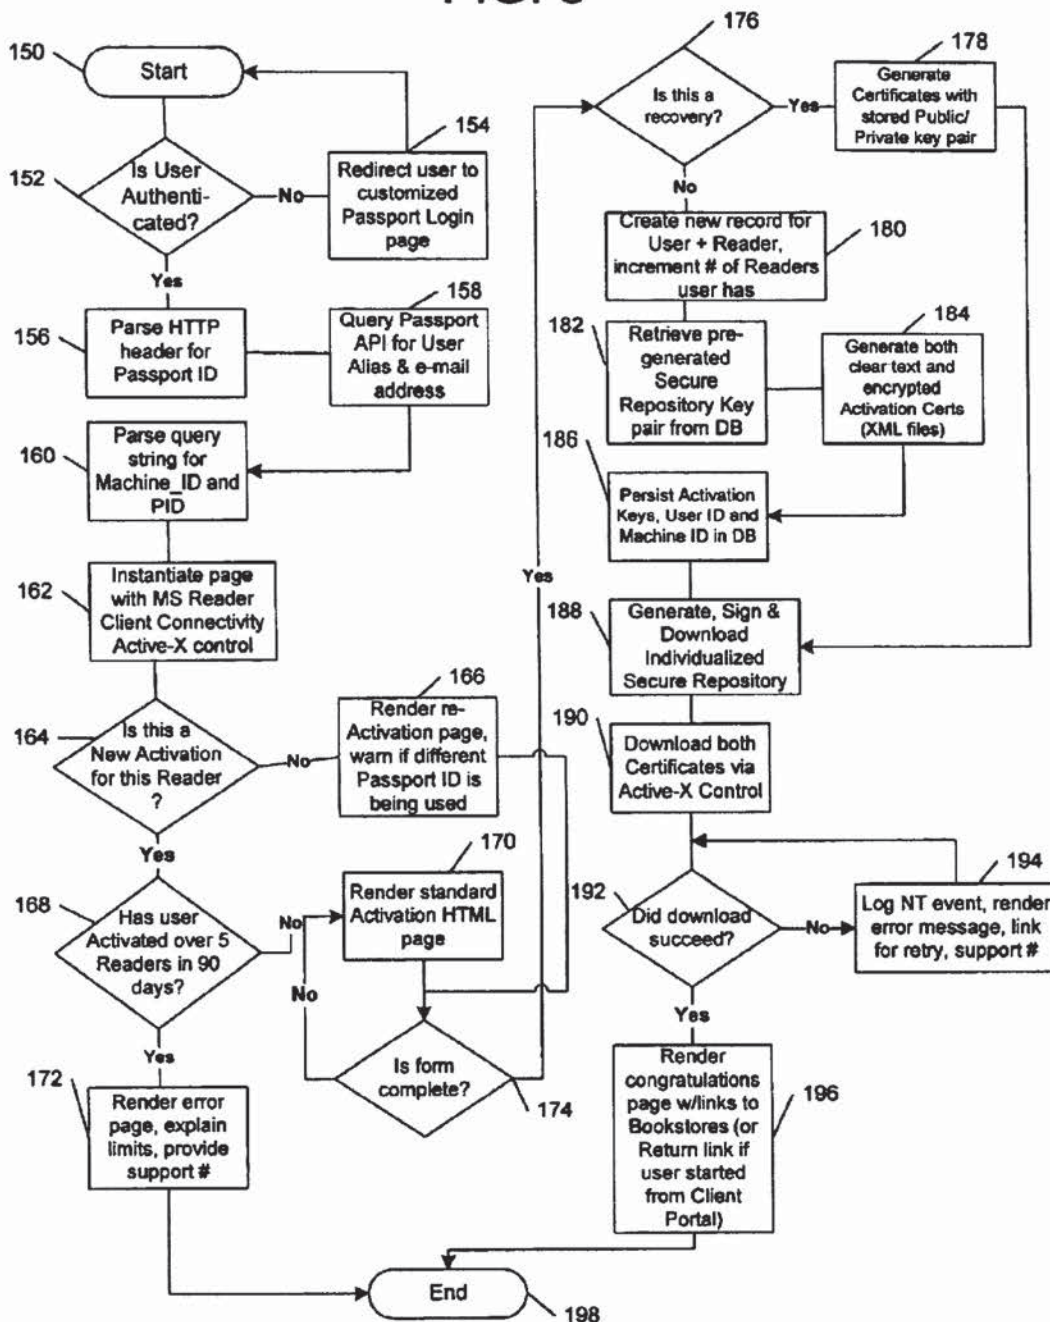 150
Start
154
152
Is User
Authenti-
cated?
No
Redirect user to
customized
Passport Login
page
Yes
158
156
Parse HTTP
header for
Passport ID
Query Passport
API for User
Alias & e-mail
address
160
Parse query
string for
Machine_ID and
PID
162
Instantiate page
with MS Reader
Client Connectivity
Active-X control
164
Is this a
New Activation
for this Reader
?
No
166
Render re-
Activation page,
warn if different
Passport ID is
being used
Yes
168
Has user
Activated over 5
Readers in 90
days?
No
170
Render standard
Activation HTML
page
No
Is form
complete?
174
Yes
Yes
172
Render error
page, explain
limits, provide
support #
176
Is this a
recovery?
Yes
178
Generate
Certificates with
stored Public/
Private key pair
No
Create new record for
User + Reader,
increment # of Readers
user has
180
182
Retrieve pre-
generated
Secure
Repository Key
pair from DB
184
Generate both
clear text and
encrypted
Activation Certs
(XML files)
186
Persist Activation
Keys, User ID and
Machine ID in DB
188
Generate, Sign &
Download
Individualized
Secure Repository
190
Download both
Certificates via
Active-X Control
192
Did download
succeed?
No
194
Log NT event, render
error message, link
for retry, support #
Yes
Render
congratulations
page w/links to
Bookstores (or
Return link if
user started
from Client
Portal)
196
End
198